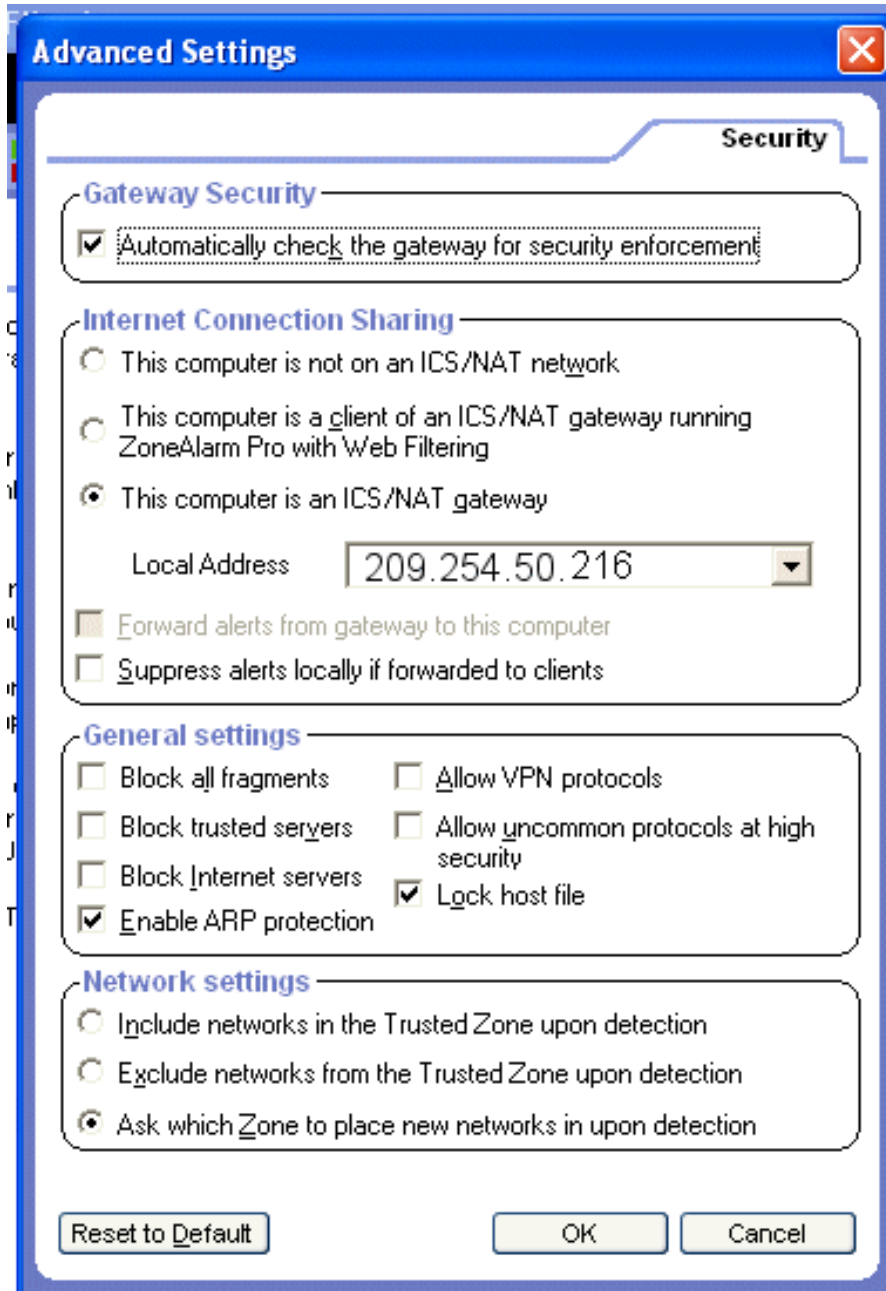 Advanced Settings
Security
Gateway Security
Automatically check the gateway for security enforcement
Internet Connection Sharing
This computer is not on an ICS/NAT network
This computer is a client of an ICS/NAT gateway running
ZoneAlarm Pro with Web Filtering
This computer is an ICS/NAT gateway
Local Address 209.254.50.216
Forward alerts from gateway to this computer
Suppress alerts locally if forwarded to clients
General settings
Block all fragments
Allow VPN protocols
Block trusted servers
Allow uncommon protocols at high
security
Block Internet servers
Lock host file
Enable ARP protection
Network settings
Include networks in the Trusted Zone upon detection
Exclude networks from the Trusted Zone upon detection
Ask which Zone to place new networks in upon detection
Reset to Default
OK
Cancel